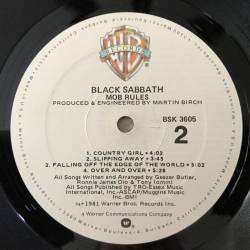 WARNER BROS
RECORDS
BLACK SABBATH
MOB RULES
PRODUCED & ENGINEERED BY MARTIN BIRCH
BSK 3605
2
1. COUNTRY GIRL • 4:02
2. SLIPPING AWAY • 3:45
3. FALLING OFF THE EDGE OF THE WORLD • 5:02
4. OVER AND OVER • 5:28
All Songs Written and Arranged by Geezer Butler,
Ronnie James Dio & Tony Iommi
All Songs Published by TRO-Essex Music
International, Inc.-ASCAP/Niji Music
Inc./BMI
1981 Warner Bros. Records Inc.
a Warner Communications Company